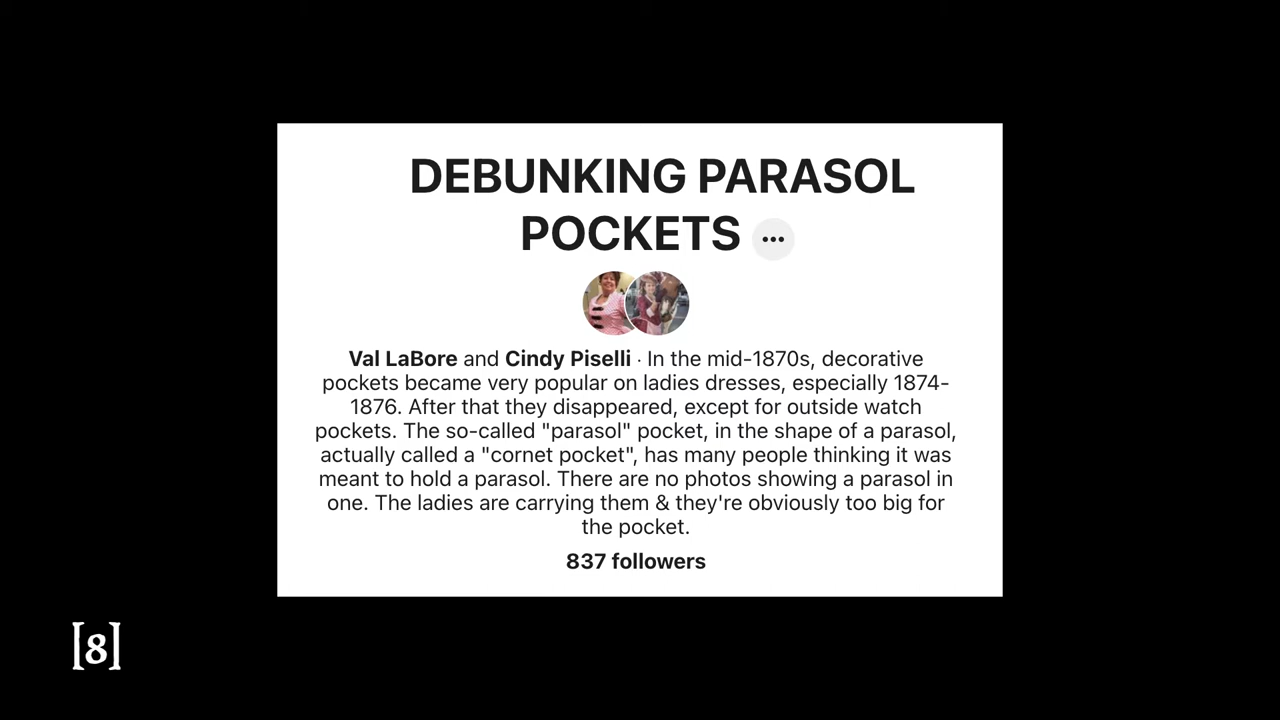 DEBUNKING PARASOL
POCKETS ...
Val LaBore and Cindy Piselli · In the mid-1870s, decorative
pockets became very popular on ladies dresses, especially 1874-
1876. After that they disappeared, except for outside watch
pockets. The so-called "parasol" pocket, in the shape of a parasol,
actually called a "cornet pocket", has many people thinking it was
meant to hold a parasol. There are no photos showing a parasol in
one. The ladies are carrying them & they're obviously too big for
the pocket.
837 followers
[8]